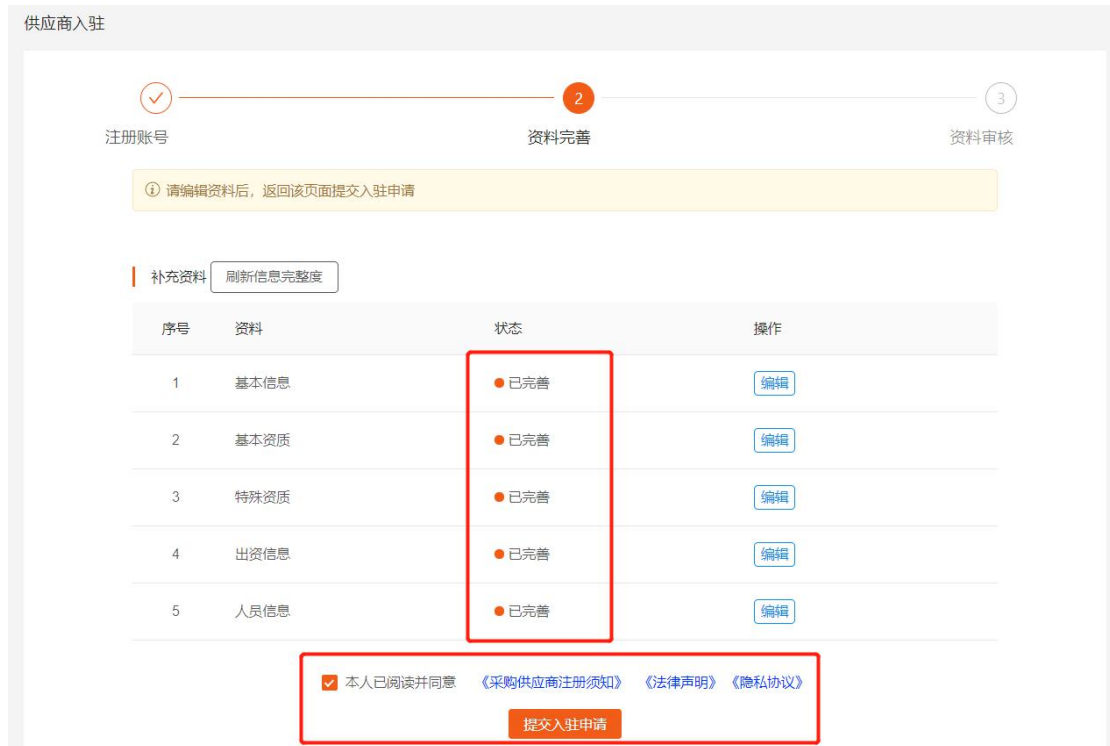 供应商入驻
2
3
注册账号
资料完善
资料审核
请编辑资料后，返回该页面提交入驻申请
补充资料 刷新信息完整度
序号 资料 状态 操作
1 基本信息 已完善 编辑
2 基本资质 已完善 编辑
3 特殊资质 已完善 编辑
4 出资信息 已完善 编辑
5 人员信息 已完善 编辑
本人已阅读并同意 《采购供应商注册须知》 《法律声明》 《隐私协议》
提交入驻申请